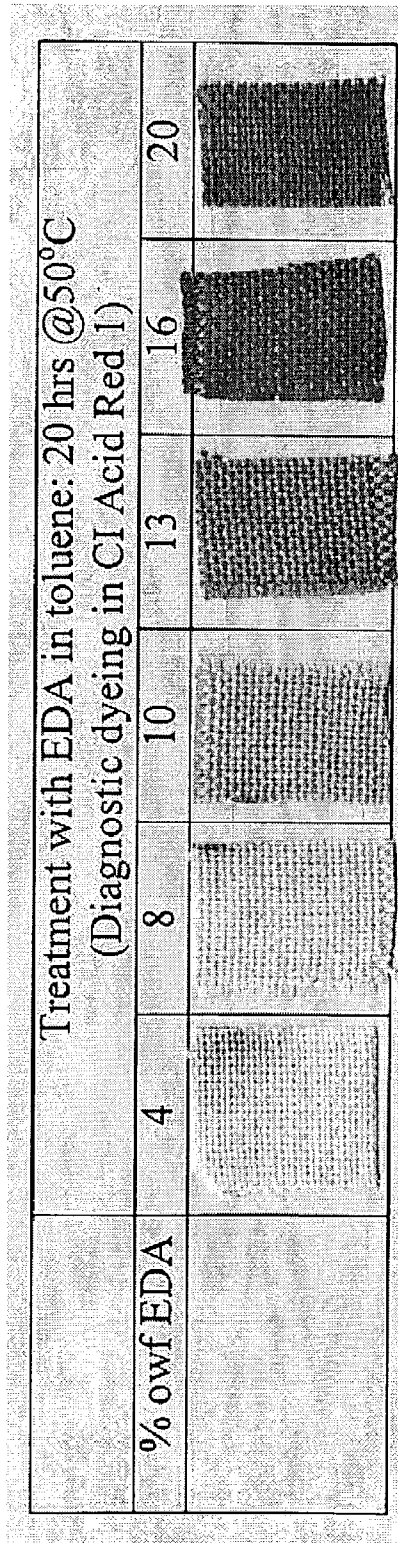 Treatment with EDA in toluene: 20 hrs @50°C
(Diagnostic dyeing in CI Acid Red 1)
% owf EDA 4 8 10 13 16 20